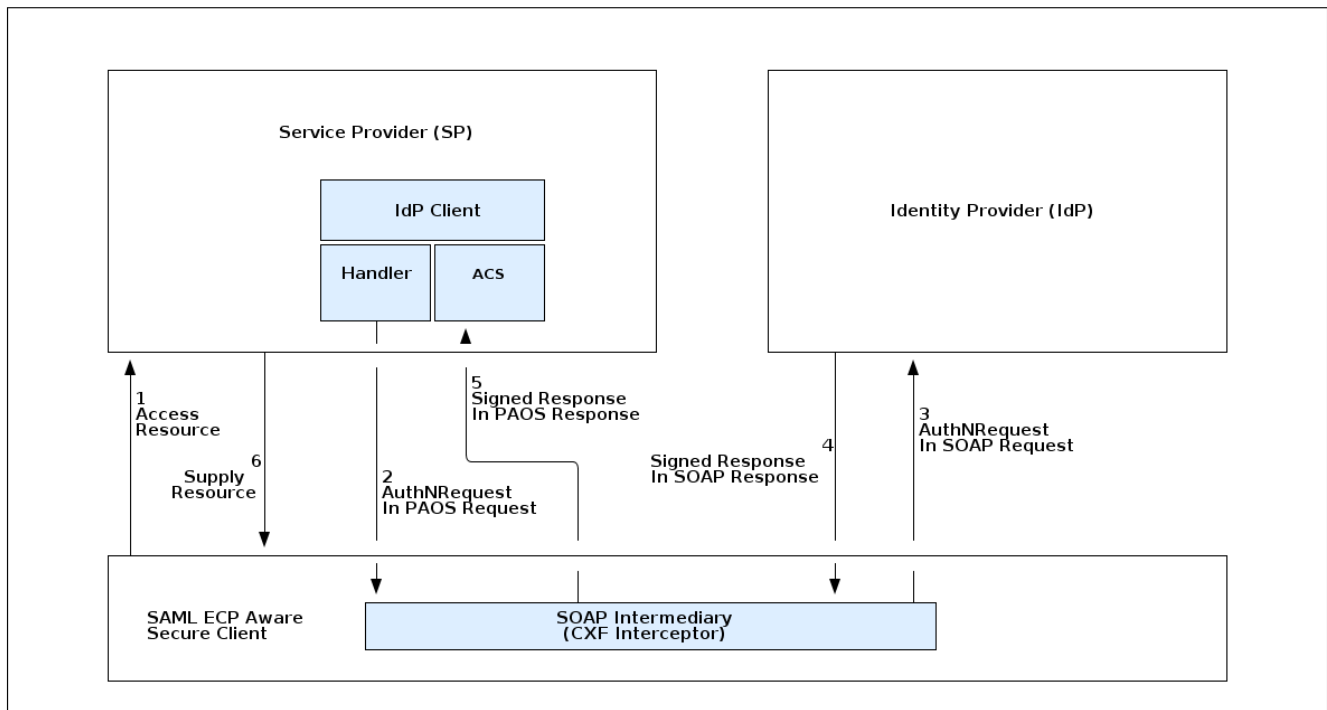 Service Provider (SP)
IdP Client
Handler
ACS
Identity Provider (IdP)
1
Access
Resource
6
Supply
Resource
2
AuthNRequest
In PAOS Request
5
Signed Response
In PAOS Response
4
Signed Response
In SOAP Response
3
AuthNRequest
In SOAP Request
SAML ECP Aware
Secure Client
SOAP Intermediary
(CXF Interceptor)